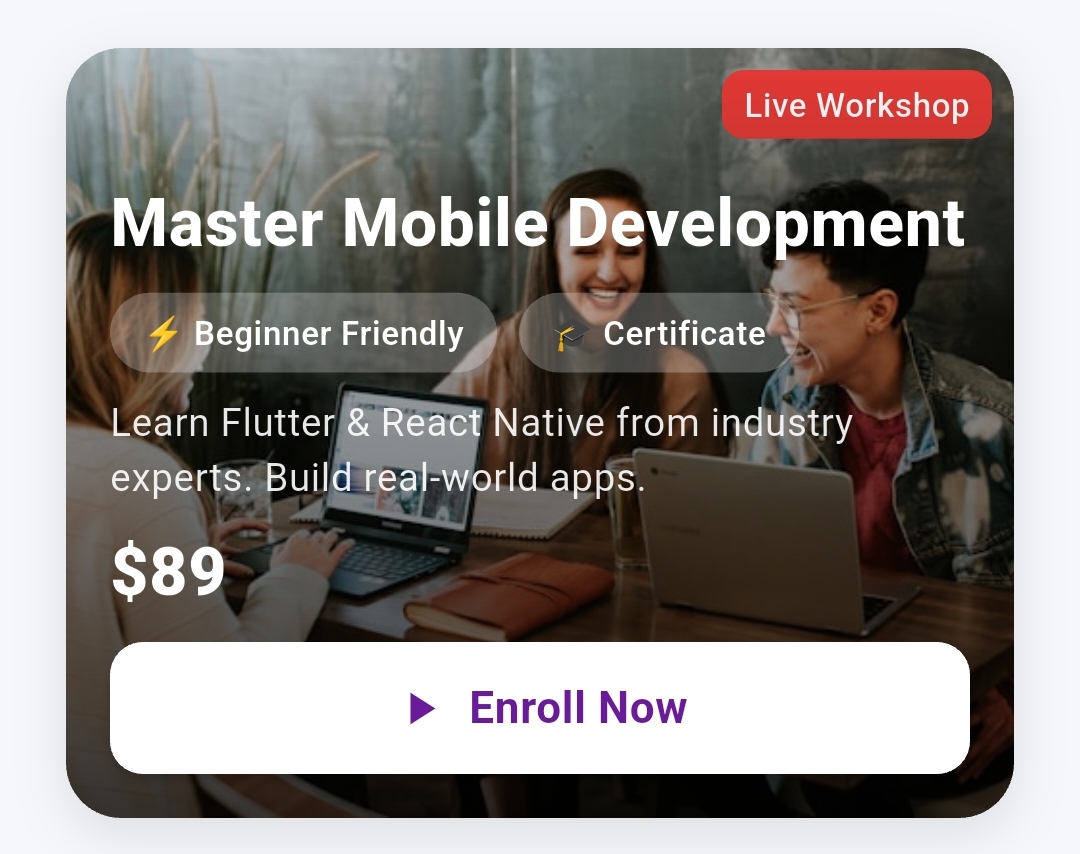 Live Workshop
Master Mobile Development
⚡ Beginner Friendly
🎓 Certificate
Learn Flutter & React Native from industry
experts. Build real-world apps.
$89
▶ Enroll Now